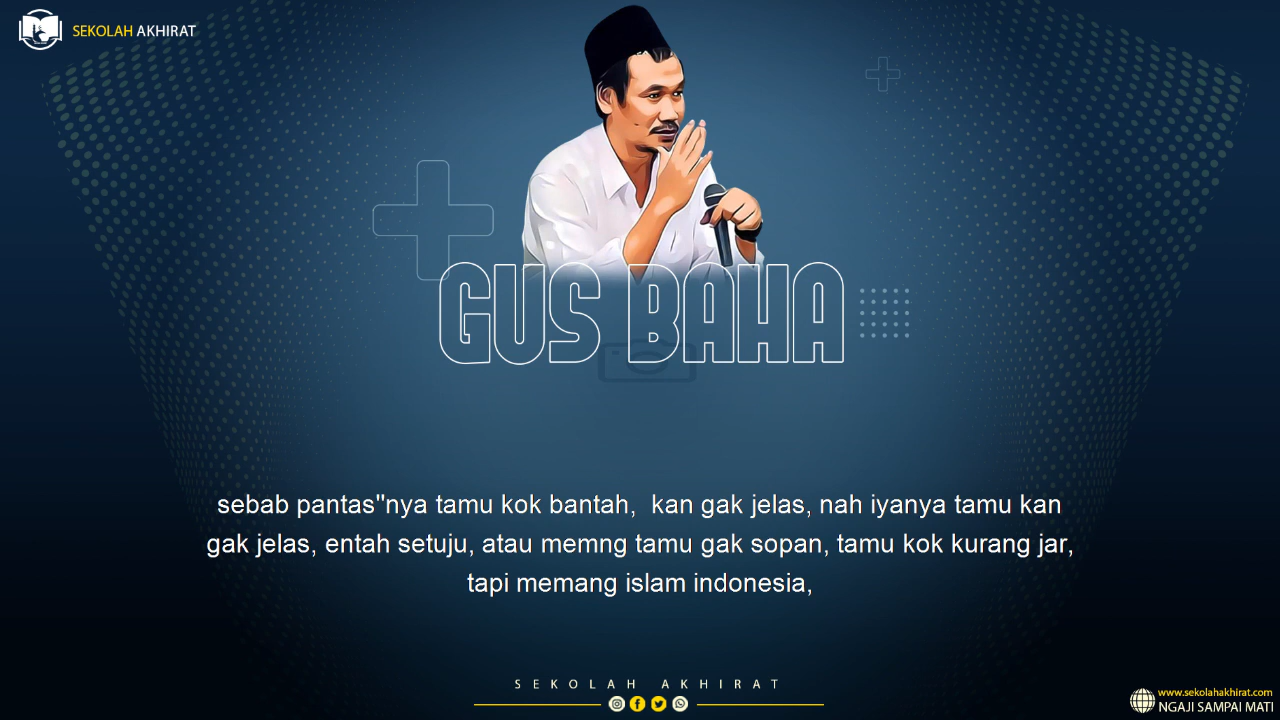 SEKOLAH AKHIRAT
GUS BAHA
sebab pantas"nya tamu kok bantah,  kan gak jelas, nah iyanya tamu kan
gak jelas, entah setuju, atau memng tamu gak sopan, tamu kok kurang jar,
tapi memang islam indonesia,
SEKOLAH AKHIRAT
www.sekolahakhirat.com
NGAJI SAMPAI MATI